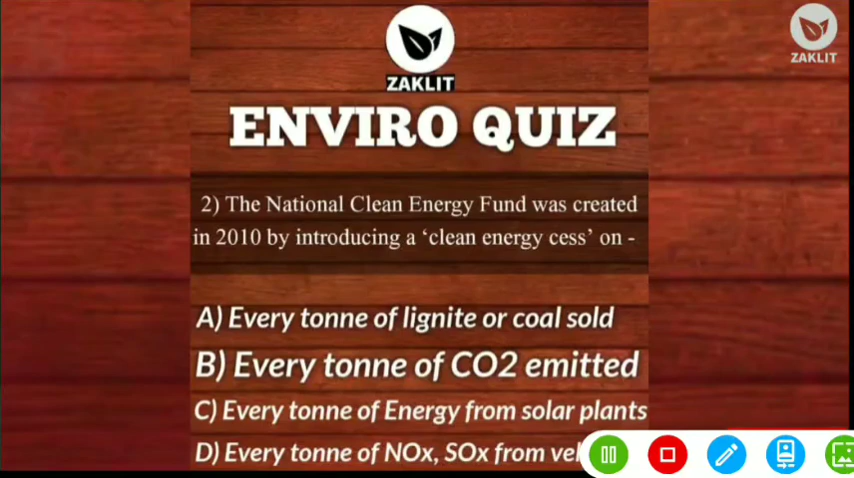 ZAKLIT
ZAKLIT
ENVIRO QUIZ
2) The National Clean Energy Fund was created
in 2010 by introducing a ‘clean energy cess’ on -
A) Every tonne of lignite or coal sold
B) Every tonne of CO2 emitted
C) Every tonne of Energy from solar plants
D) Every tonne of NOx, SOx from